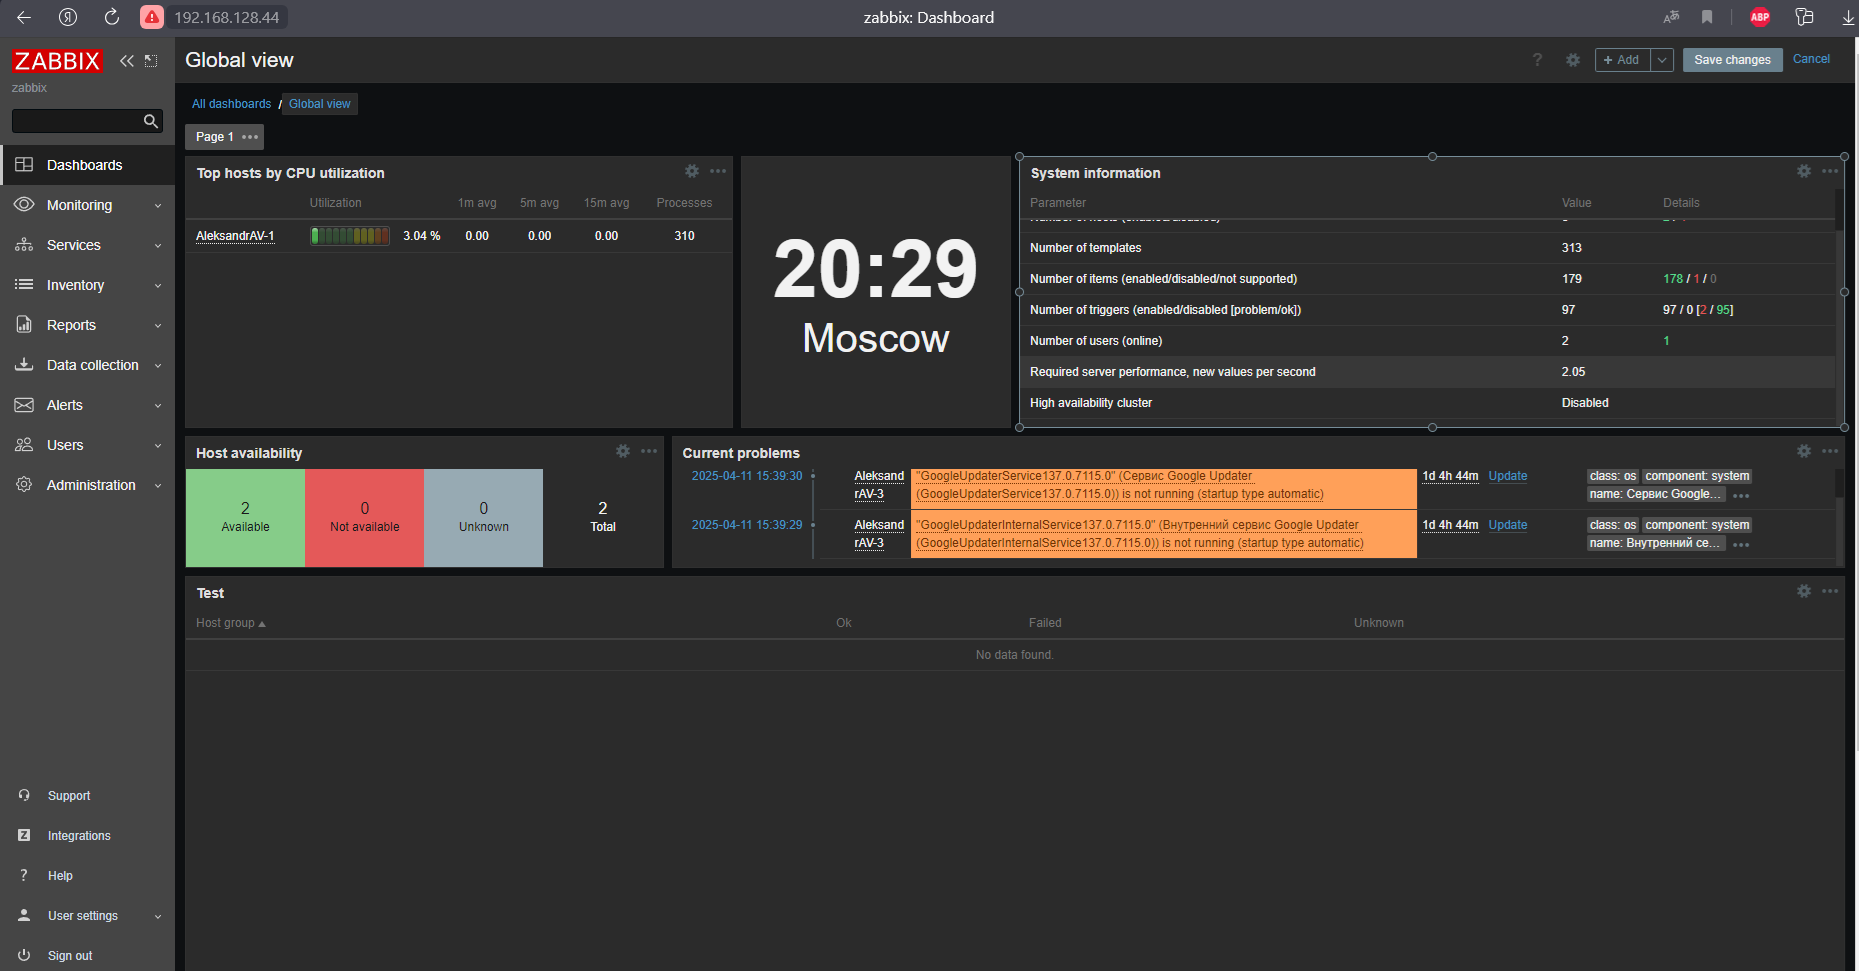 192.168.128.44
zabbix: Dashboard
ABP
ZABBIX
zabbix
Dashboards
Monitoring
Services
Inventory
Reports
Data collection
Alerts
Users
Administration
Support
Integrations
? Help
User settings
Sign out
Global view
? + Add Save changes Cancel
All dashboards / Global view
Page 1
Top hosts by CPU utilization
Utilization 1m avg 5m avg 15m avg Processes
AleksandrAV-1 3.04 % 0.00 0.00 0.00 310
20:29
Moscow
System information
Parameter Value Details
Number of hosts (enabled/disabled)
Number of templates 313
Number of items (enabled/disabled/not supported) 179 178 / 1 / 0
Number of triggers (enabled/disabled [problem/ok]) 97 97 / 0 [2 / 95]
Number of users (online) 2 1
Required server performance, new values per second 2.05
High availability cluster Disabled
Host availability
2 0 0 2
Available Not available Unknown Total
Current problems
2025-04-11 15:39:30 Aleksand "GoogleUpdaterService137.0.7115.0" (Сервис Google Updater 1d 4h 44m Update class: os component: system
rAV-3 (GoogleUpdaterService137.0.7115.0)) is not running (startup type automatic) name: Сервис Google...
2025-04-11 15:39:29 Aleksand "GoogleUpdaterInternalService137.0.7115.0" (Внутренний сервис Google Updater 1d 4h 44m Update class: os component: system
rAV-3 (GoogleUpdaterInternalService137.0.7115.0)) is not running (startup type automatic) name: Внутренний се...
Test
Host group Ok Failed Unknown
No data found.